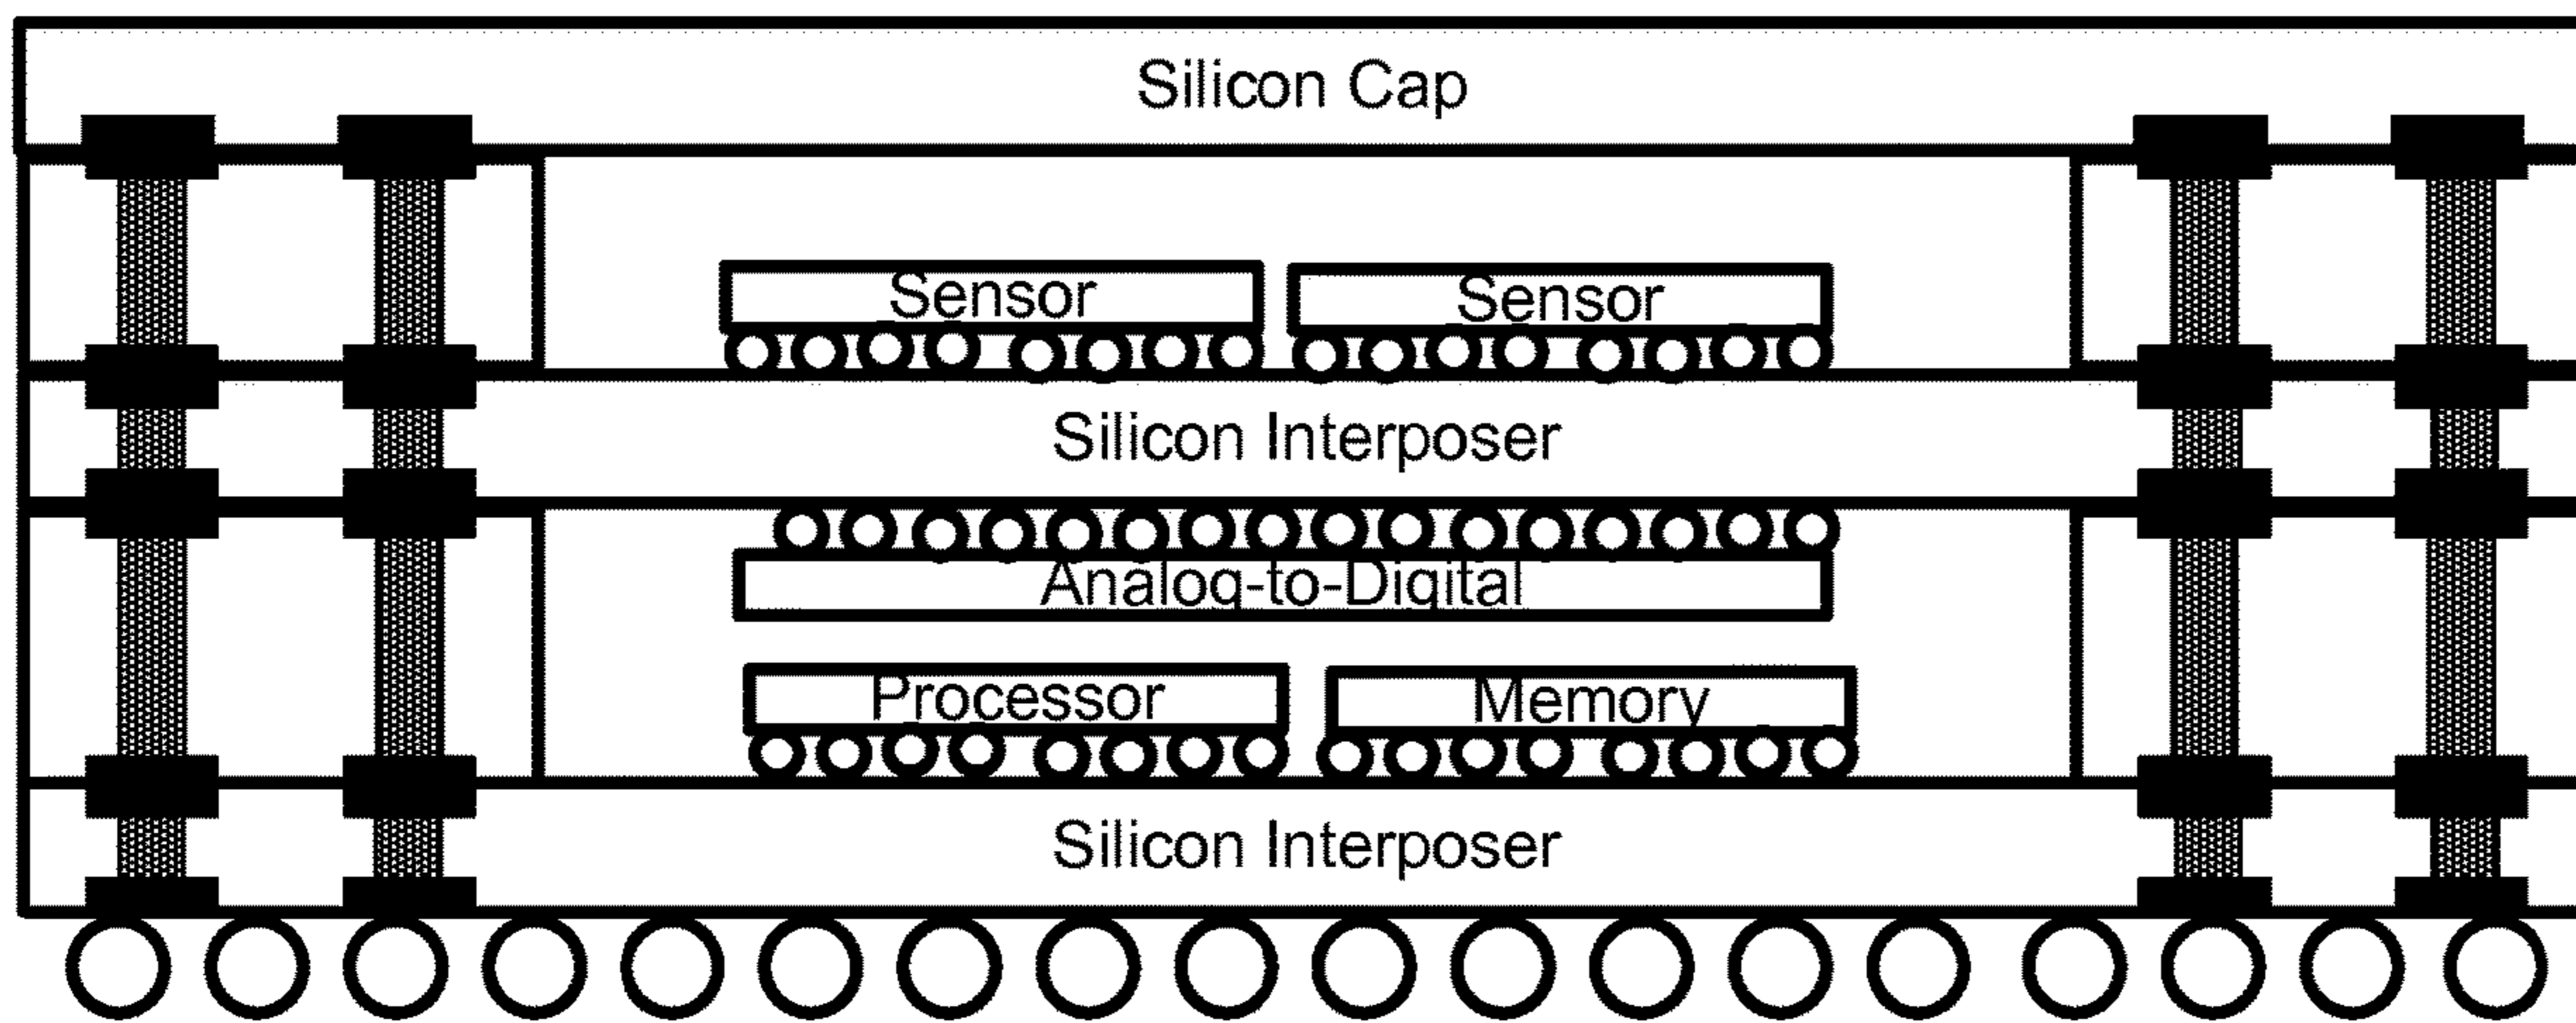 Silicon Cap
Sensor
Sensor
Silicon Interposer
Analog-to-Digital
Processor
Memory
Silicon Interposer